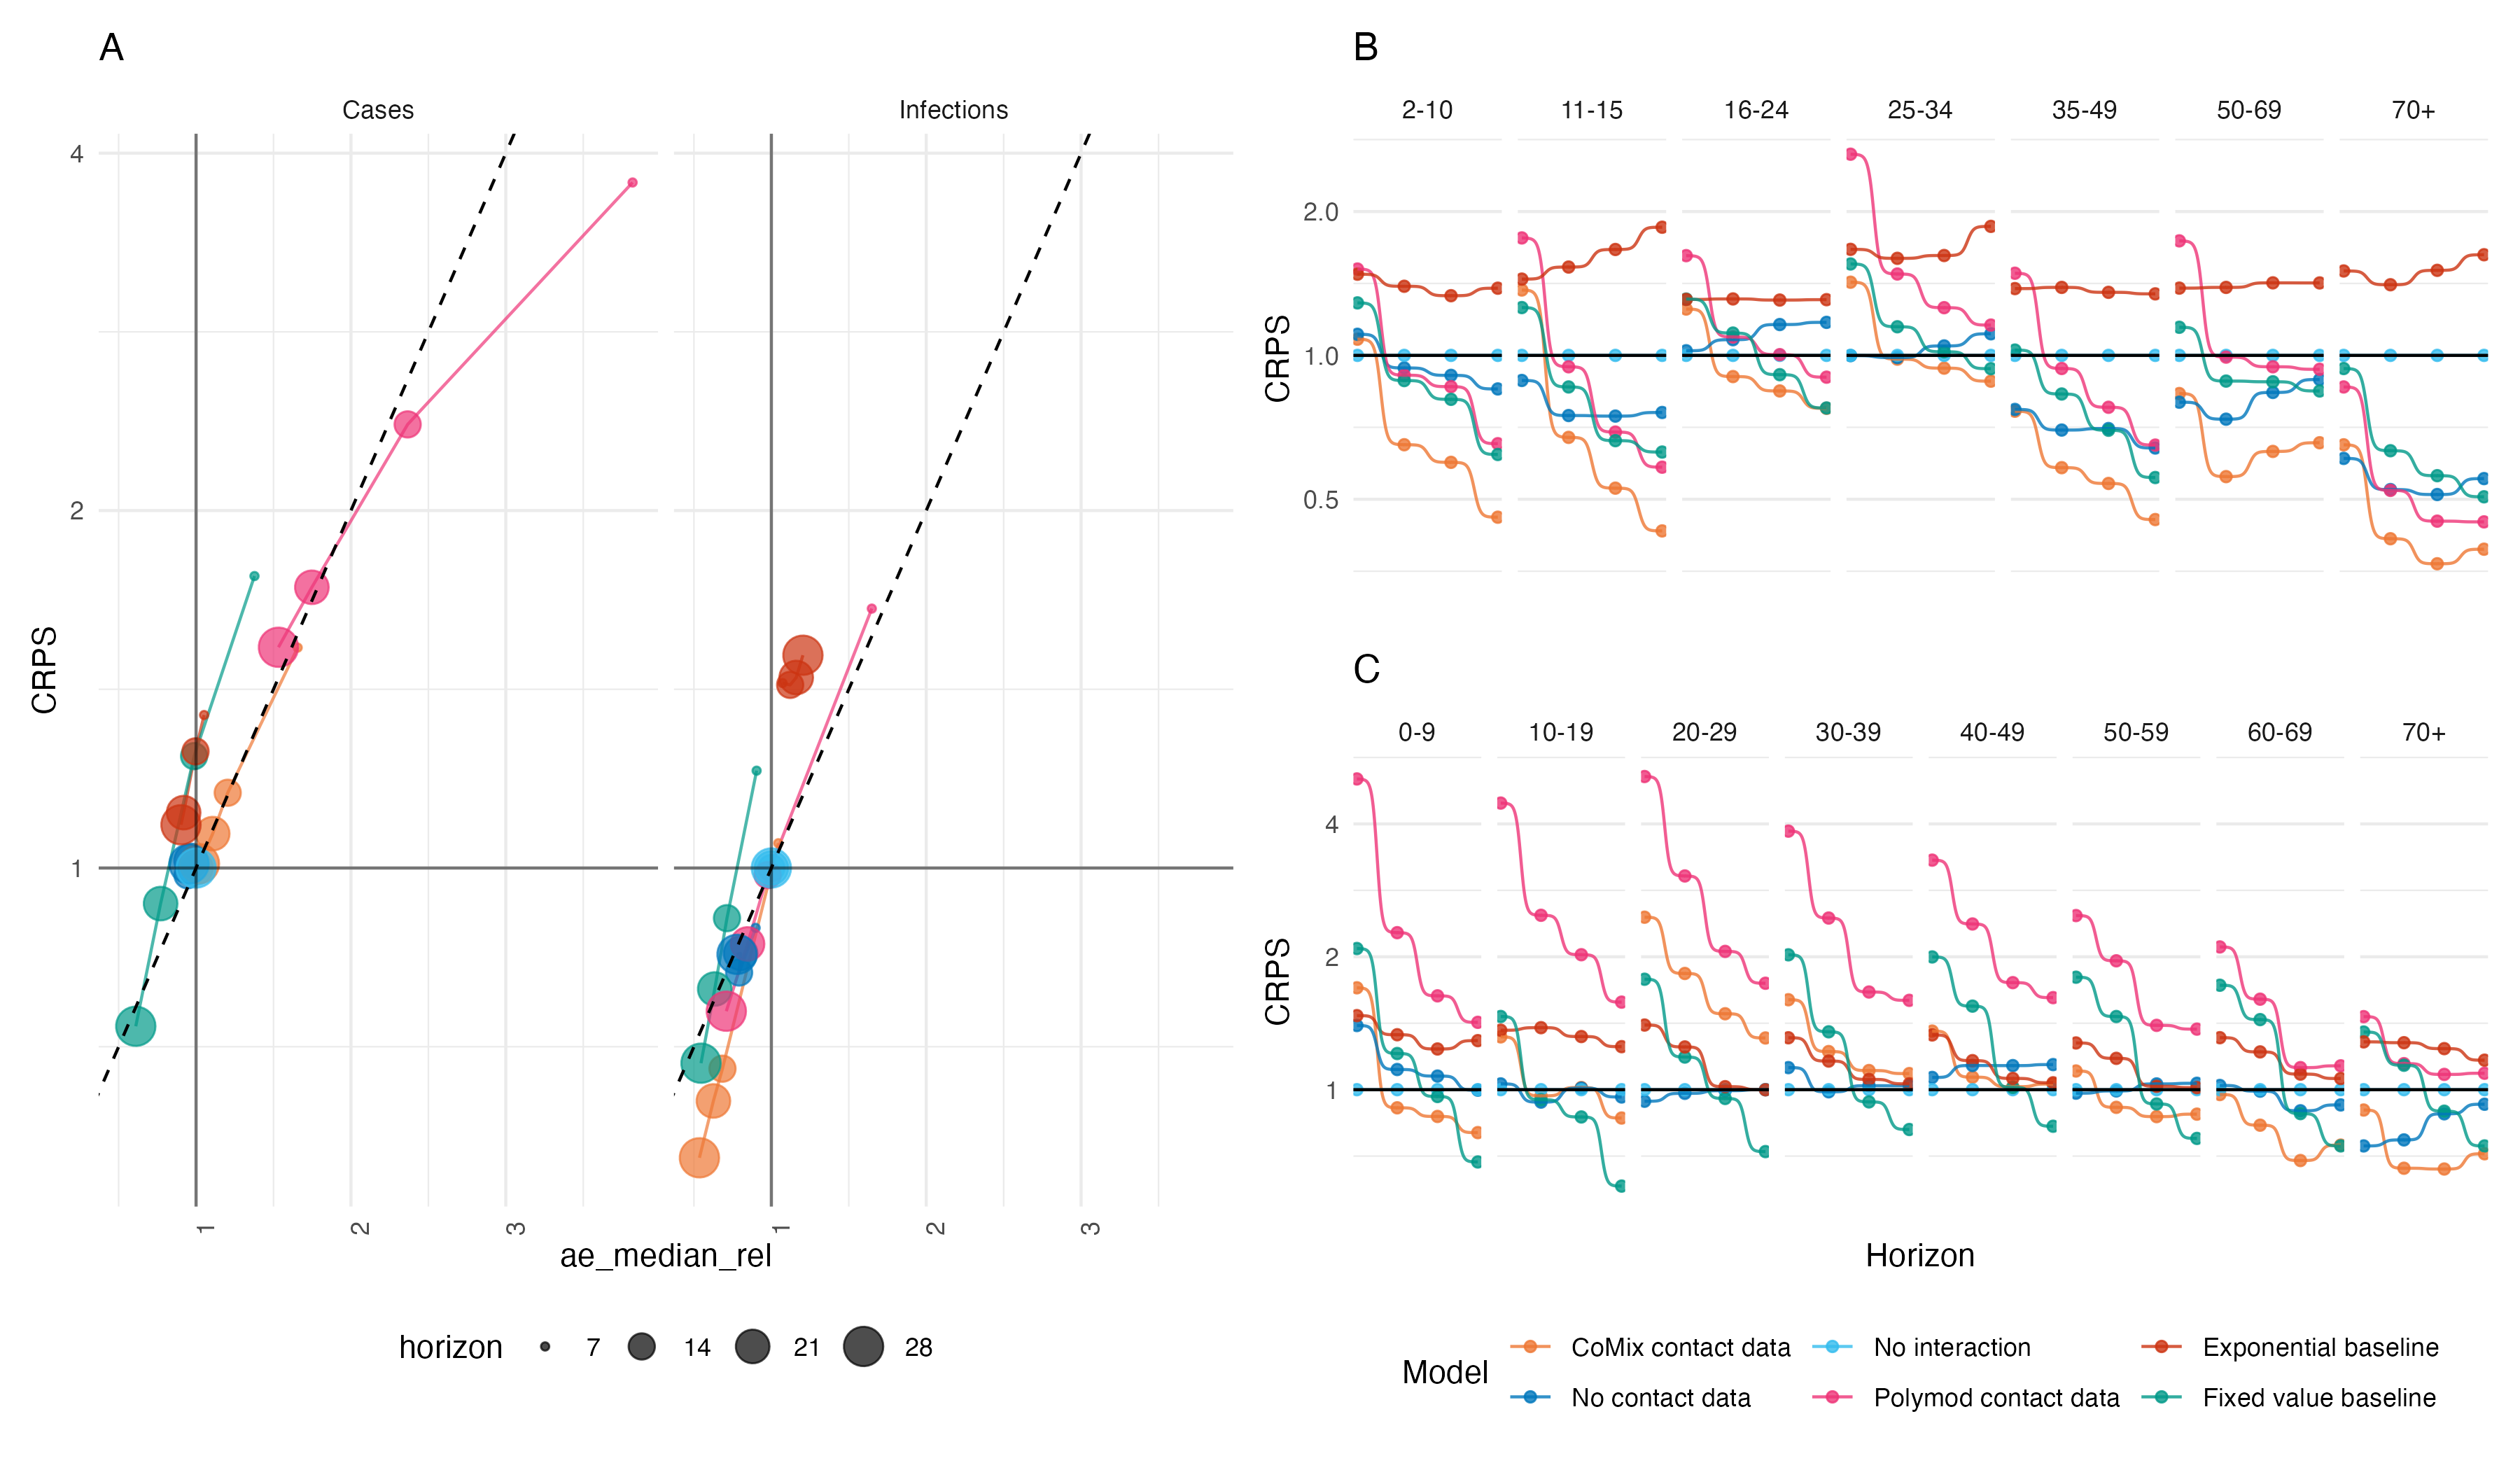 A
Cases
Infections
4
2
1
CRPS
1
2
3
1
2
3
ae_median_rel
horizon
7
14
21
28
B
2-10
11-15
16-24
25-34
35-49
50-69
70+
2.0
1.0
0.5
CRPS
C
0-9
10-19
20-29
30-39
40-49
50-59
60-69
70+
4
2
1
CRPS
Horizon
Model
CoMix contact data
No interaction
Exponential baseline
No contact data
Polymod contact data
Fixed value baseline